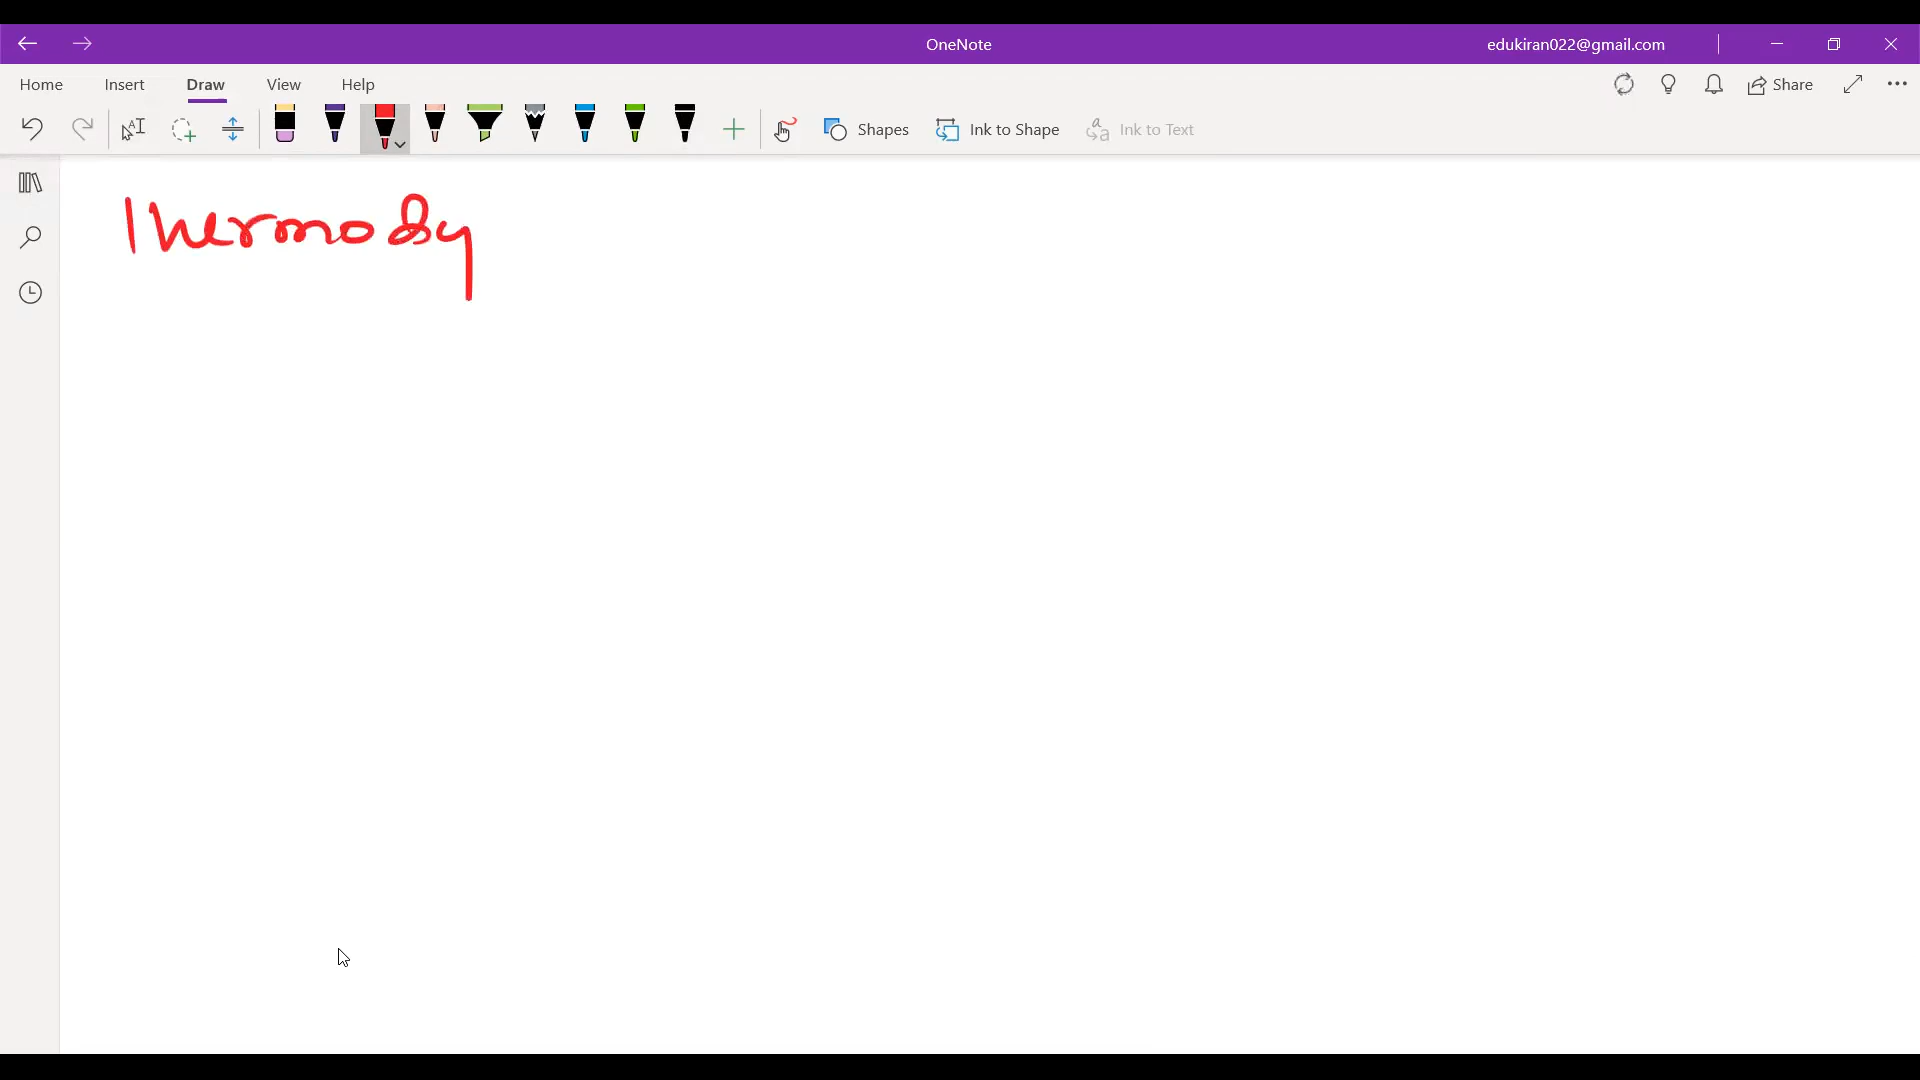 OneNote
edukiran022@gmail.com
Home Insert Draw View Help
Share
Shapes Ink to Shape Ink to Text
Thermody